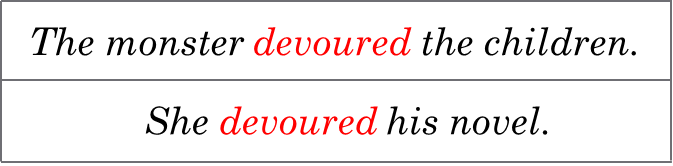 The monster devoured the children.
She devoured his novel.